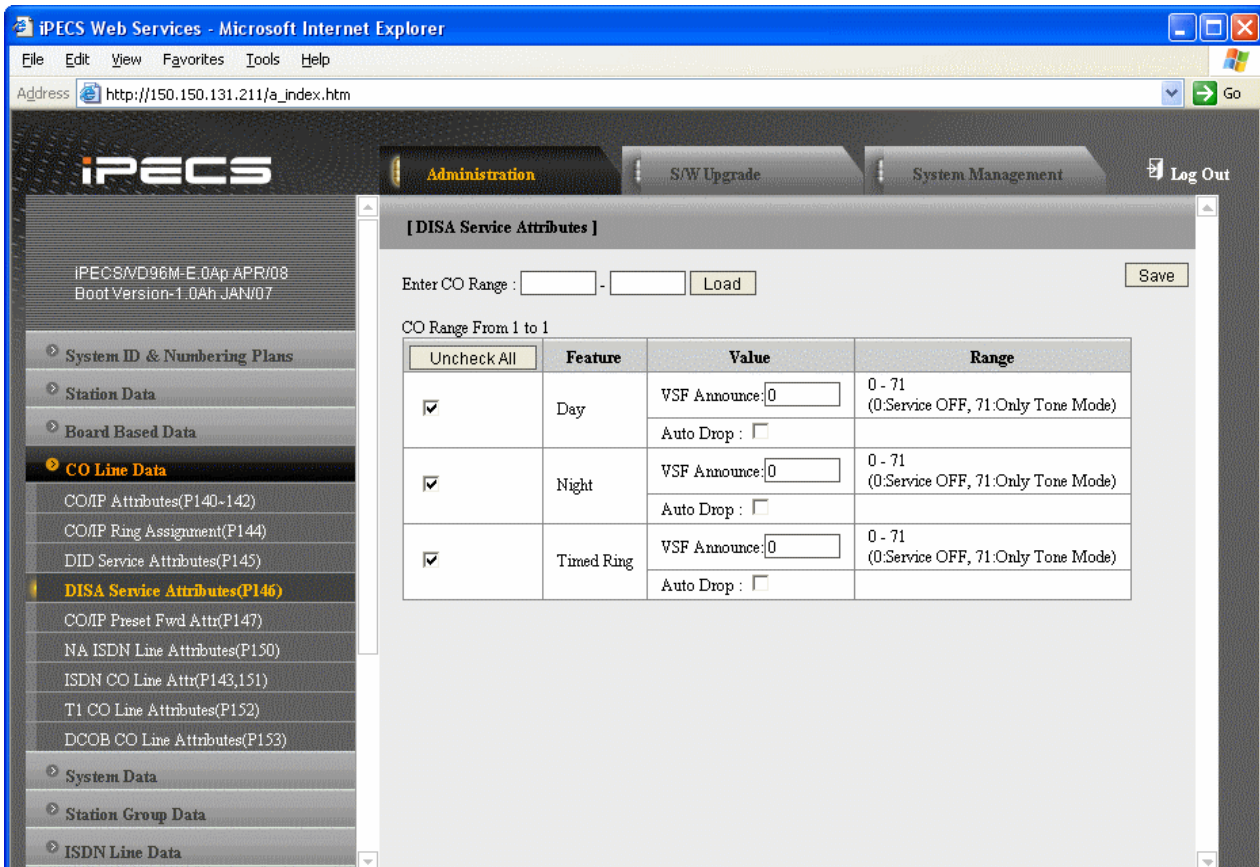 iPECS Web Services - Microsoft Internet Explorer
File Edit View Favorites Tools Help
Address http://150.150.131.211/a_index.htm Go
iPECS
Administration S/W Upgrade System Management Log Out
iPECS/VD96M-E.0Ap APR/08
Boot Version-1.0Ah JAN/07
System ID & Numbering Plans
Station Data
Board Based Data
CO Line Data
CO/IP Attributes(P140~142)
CO/IP Ring Assignment(P144)
DID Service Attributes(P145)
DISA Service Attributes(P146)
CO/IP Preset Fwd Attr(P147)
NA ISDN Line Attributes(P150)
ISDN CO Line Attr(P143,151)
T1 CO Line Attributes(P152)
DCOB CO Line Attributes(P153)
System Data
Station Group Data
ISDN Line Data
[ DISA Service Attributes ]
Enter CO Range : - Load Save
CO Range From 1 to 1
Uncheck All Feature Value Range
Day VSF Announce: 0 0 - 71
(0:Service OFF, 71:Only Tone Mode)
Auto Drop :
Night VSF Announce: 0 0 - 71
(0:Service OFF, 71:Only Tone Mode)
Auto Drop :
Timed Ring VSF Announce: 0 0 - 71
(0:Service OFF, 71:Only Tone Mode)
Auto Drop :